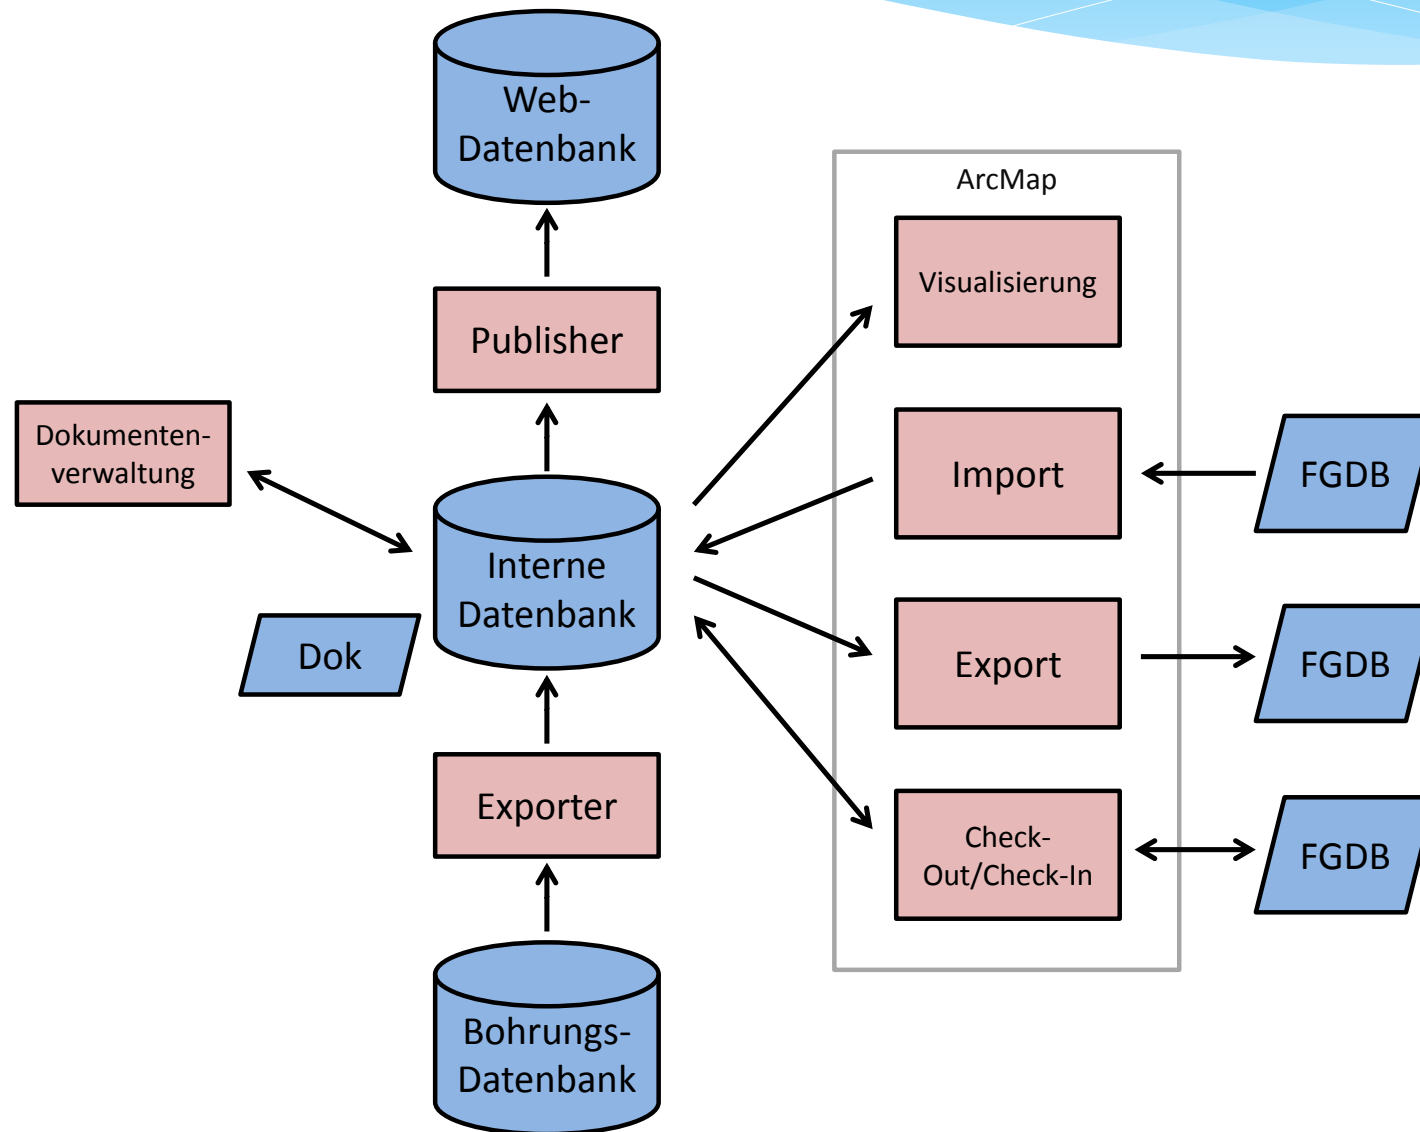 Web-
Datenbank
ArcMap
Visualisierung
Publisher
Dokumenten-
verwaltung
Import
FGDB
Interne
Datenbank
Dok
Export
FGDB
Exporter
Check-
Out/Check-In
FGDB
Bohrungs-
Datenbank